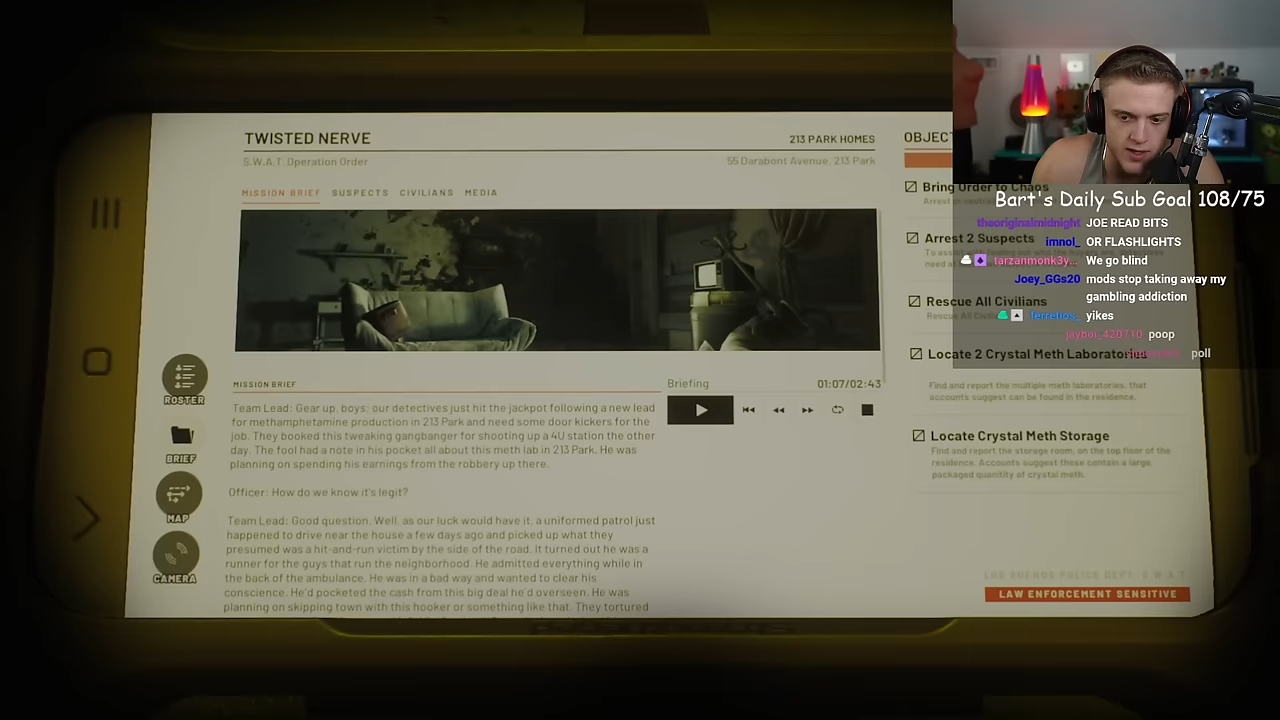 TWISTED NERVE
213 PARK HOMES
S.W.A.T. Operation Order
55 Darabont Avenue, 213 Park
MISSION BRIEF SUSPECTS CIVILIANS MEDIA
MISSION BRIEF
Team Lead: Gear up, boys; our detectives just hit the jackpot following a new lead
for methamphetamine production in 213 Park and need some door kickers for the
job. They booked this tweaking gangbanger for shooting up a 4U station the other
day. The fool had a note in his pocket all about this meth lab in 213 Park. He was
planning on spending his earnings from the robbery up there.
Officer: How do we know it's legit?
Team Lead: Good question. Well, as our luck would have it, a uniformed patrol just
happened to drive near the house a few days ago and picked up what they
presumed was a hit-and-run victim by the side of the road. It turned out he was a
runner for the guys that run the neighborhood. He admitted everything while in
the back of the ambulance. He was in a bad way and wanted to clear his
conscience. He'd pocketed the cash from this big deal he'd overseen. He was
planning on skipping town with this hooker or something like that. They tortured
Briefing 01:07/02:43
ROSTER
BRIEF
MAP
CAMERA
OBJECT
Bring Order to Chaos
Arrest 2 Suspects
Rescue All Civilians
Locate 2 Crystal Meth Laboratories
Find and report the multiple meth laboratories, that
accounts suggest can be found in the residence.
Locate Crystal Meth Storage
Find and report the storage room, on the top floor of the
residence. Accounts suggest these contain a large,
packaged quanitity of crystal meth.
LOS SUENOS POLICE DEPT. S.W.A.T
LAW ENFORCEMENT SENSITIVE
Bart's Daily Sub Goal 108/75
theoriginalmidnight JOE READ BITS
imnol_ OR FLASHLIGHTS
tarzanmonk3y... We go blind
Joey_GGs20 mods stop taking away my
gambling addiction
yikes
jayboi_420710 poop
poll